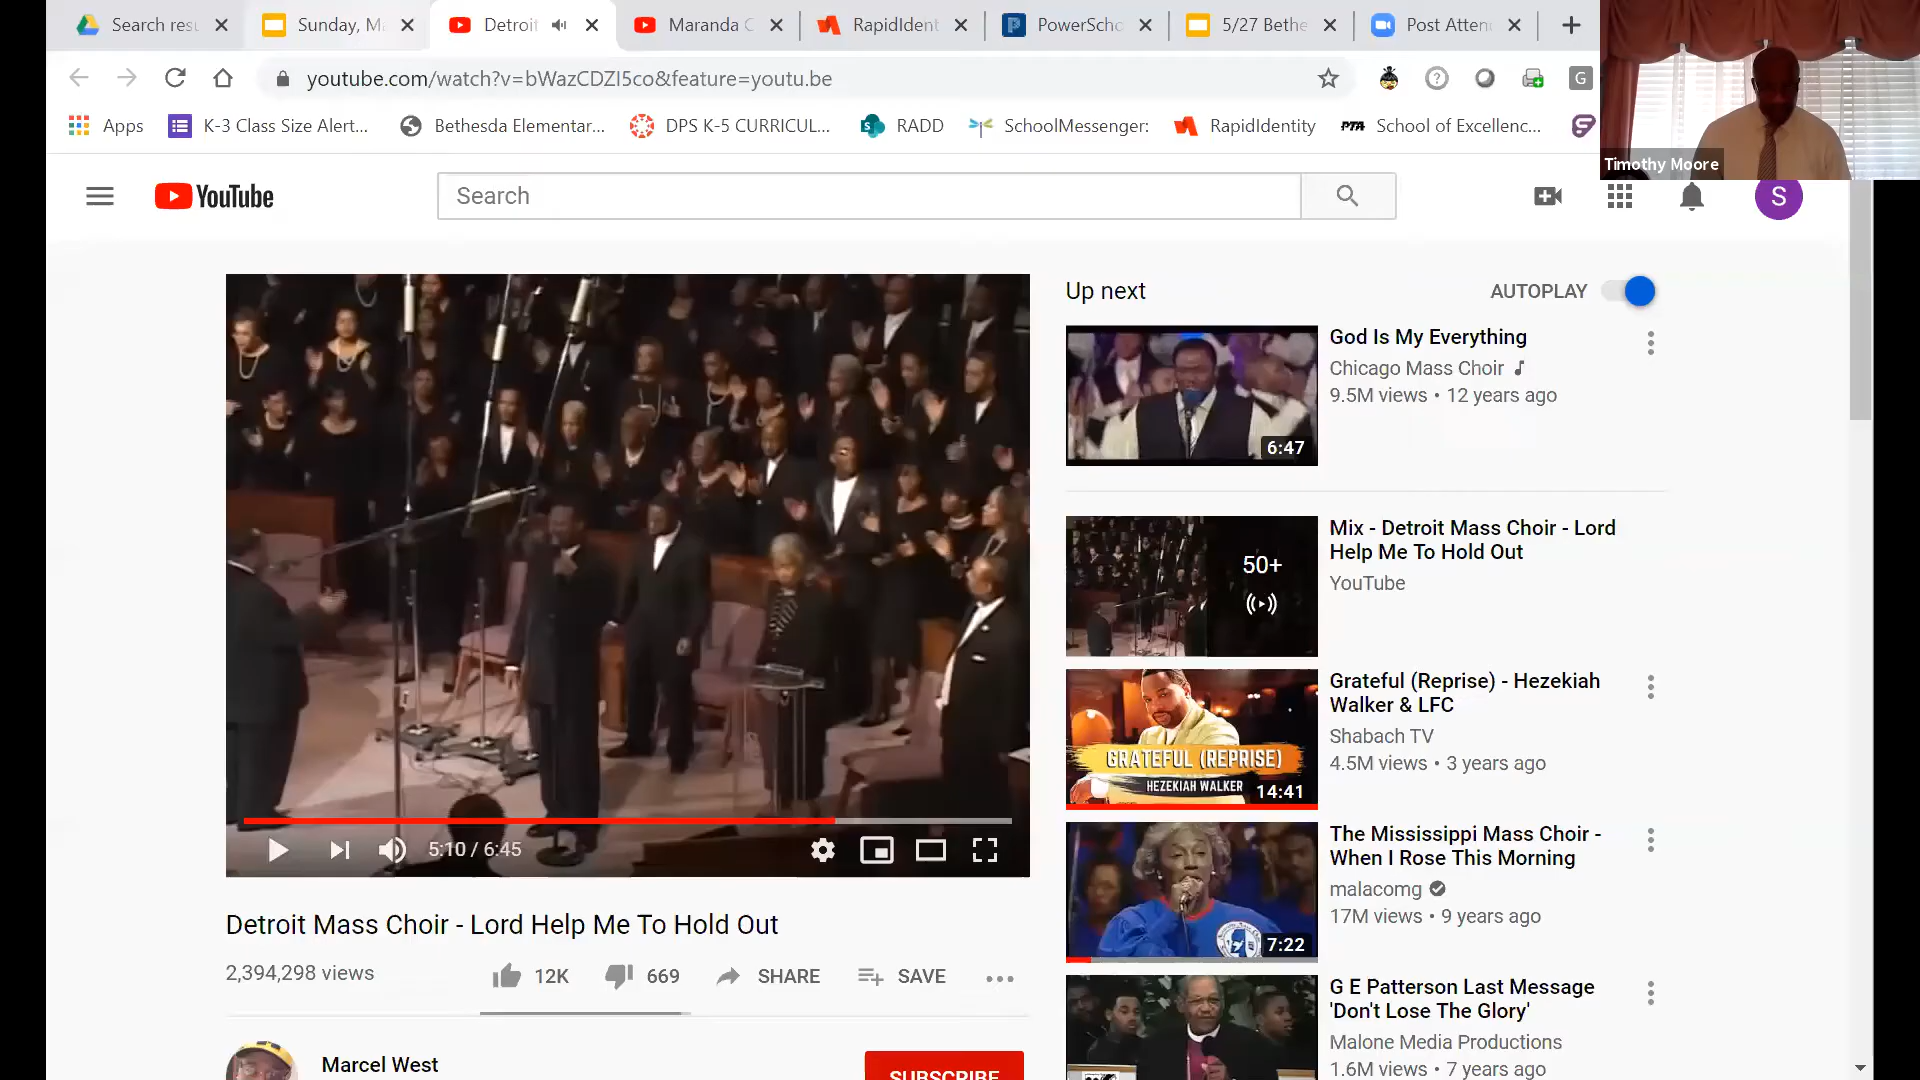 Search res
Sunday, Ma
Detroit
Maranda C
RapidIdent
PowerScho
5/27 Bethe
Post Atten
youtube.com/watch?v=bWazCDZI5co&feature=youtu.be
G
Apps
K-3 Class Size Alert...
Bethesda Elementar...
DPS K-5 CURRICUL...
RADD
SchoolMessenger:
RapidIdentity
PTA School of Excellenc...
Timothy Moore
YouTube
Search
S
Up next
AUTOPLAY
God Is My Everything
Chicago Mass Choir
9.5M views • 12 years ago
6:47
Mix - Detroit Mass Choir - Lord
Help Me To Hold Out
YouTube
50+
Grateful (Reprise) - Hezekiah
Walker & LFC
Shabach TV
4.5M views • 3 years ago
GRATEFUL (REPRISE)
HEZEKIAH WALKER
14:41
The Mississippi Mass Choir -
When I Rose This Morning
malacomg
17M views • 9 years ago
7:22
G E Patterson Last Message
'Don't Lose The Glory'
Malone Media Productions
1.6M views • 7 years ago
5:10 / 6:45
Detroit Mass Choir - Lord Help Me To Hold Out
2,394,298 views
12K
669
SHARE
SAVE
Marcel West
SUBSCRIBE